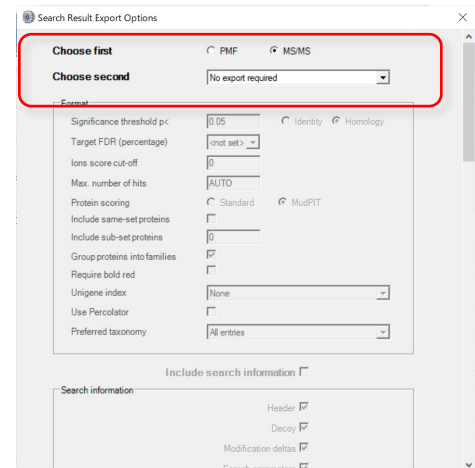 Search Result Export Options
Choose first PMF MS/MS
Choose second No export required
Format
Significance threshold p< 0.05 Identity Homology
Target FDR (percentage) <not set>
Ions score cut-off 0
Max. number of hits AUTO
Protein scoring Standard MudPIT
Include same-set proteins
Include sub-set proteins 0
Group proteins into families
Require bold red
Unigene index None
Use Percolator
Preferred taxonomy All entries
Include search information
Search information
Header
Decoy
Modification deltas
Search parameters